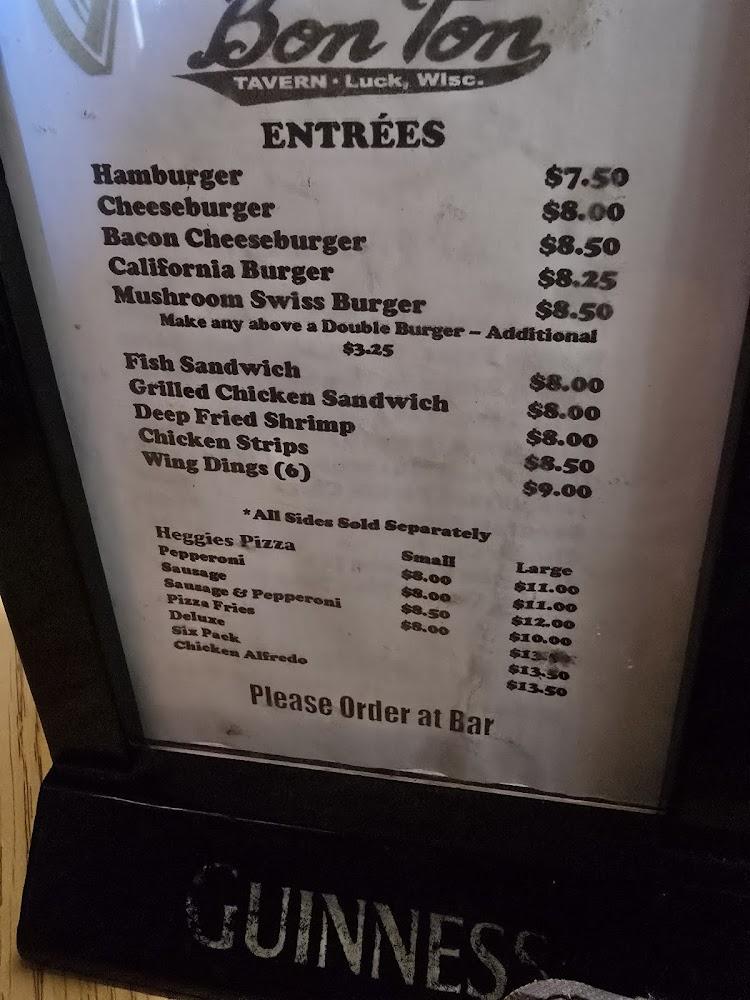 Bon Ton
TAVERN • Luck, Wisc.
ENTRÉES
Hamburger $7.50
Cheeseburger $8.00
Bacon Cheeseburger $8.50
California Burger $8.25
Mushroom Swiss Burger $8.50
Make any above a Double Burger – Additional
$3.25
Fish Sandwich $8.00
Grilled Chicken Sandwich $8.00
Deep Fried Shrimp $8.00
Chicken Strips $8.50
Wing Dings (6) $9.00
*All Sides Sold Separately
Heggies Pizza Small Large
Pepperoni $8.00 $11.00
Sausage $8.00 $11.00
Sausage & Pepperoni $8.50 $12.00
Pizza Fries $8.00 $10.00
Deluxe
Six Pack $13.50
Chicken Alfredo $13.50
Please Order at Bar
GUINNESS